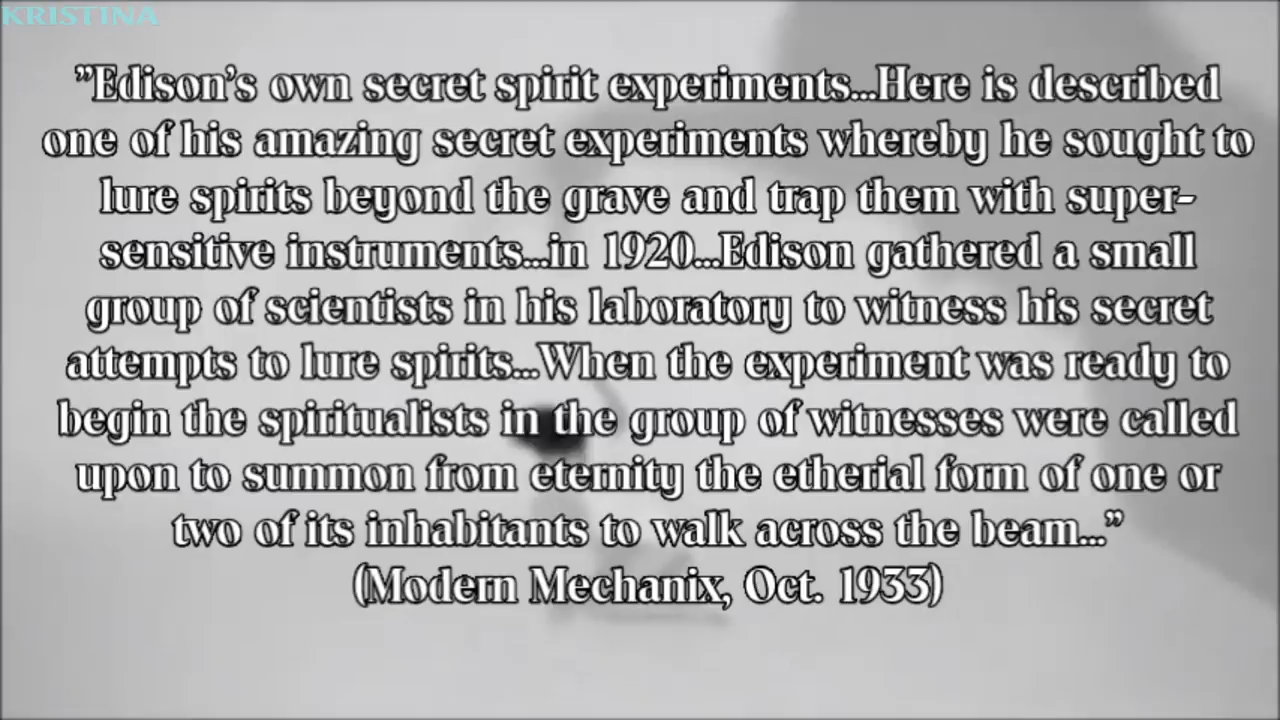 KRISTINA
”Edison’s own secret spirit experiments...Here is described
one of his amazing secret experiments whereby he sought to
lure spirits beyond the grave and trap them with super-
sensitive instruments...in 1920...Edison gathered a small
group of scientists in his laboratory to witness his secret
attempts to lure spirits...When the experiment was ready to
begin the spiritualists in the group of witnesses were called
upon to summon from eternity the etherial form of one or
two of its inhabitants to walk across the beam...”
(Modern Mechanix, Oct. 1933)